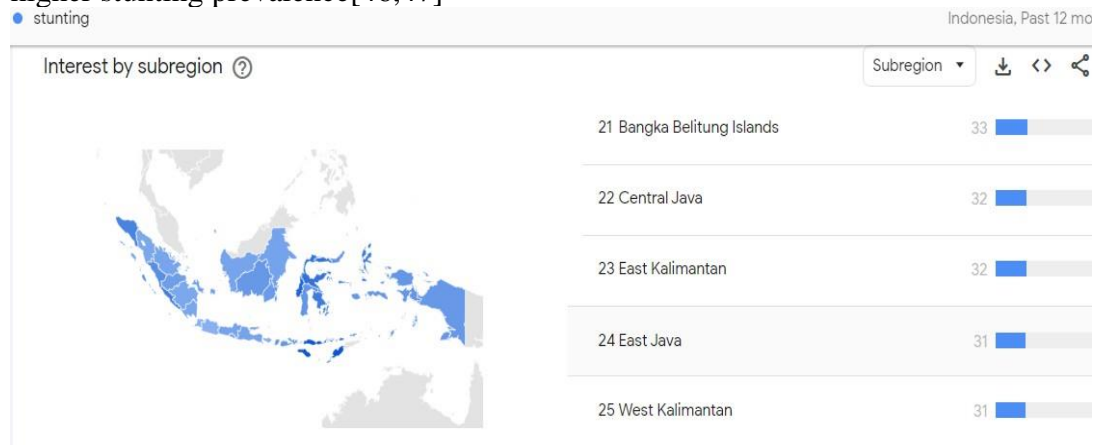 stunting
Indonesia, Past 12 mo
Interest by subregion
Subregion
21 Bangka Belitung Islands 33
22 Central Java 32
23 East Kalimantan 32
24 East Java 31
25 West Kalimantan 31